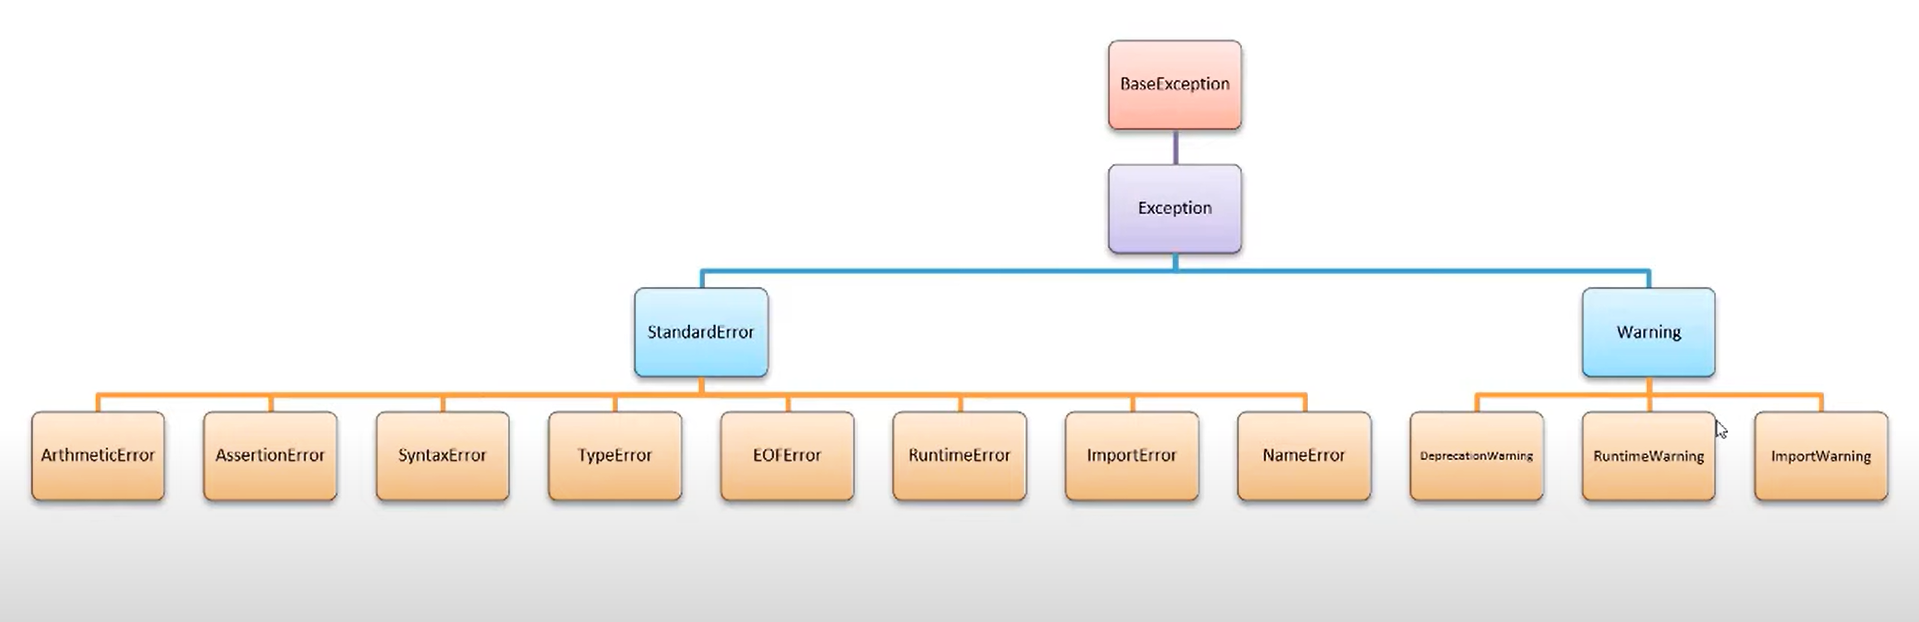 BaseException
Exception
StandardError
Warning
ArthmeticError
AssertionError
SyntaxError
TypeError
EOFError
RuntimeError
ImportError
NameError
DeprecationWarning
RuntimeWarning
ImportWarning